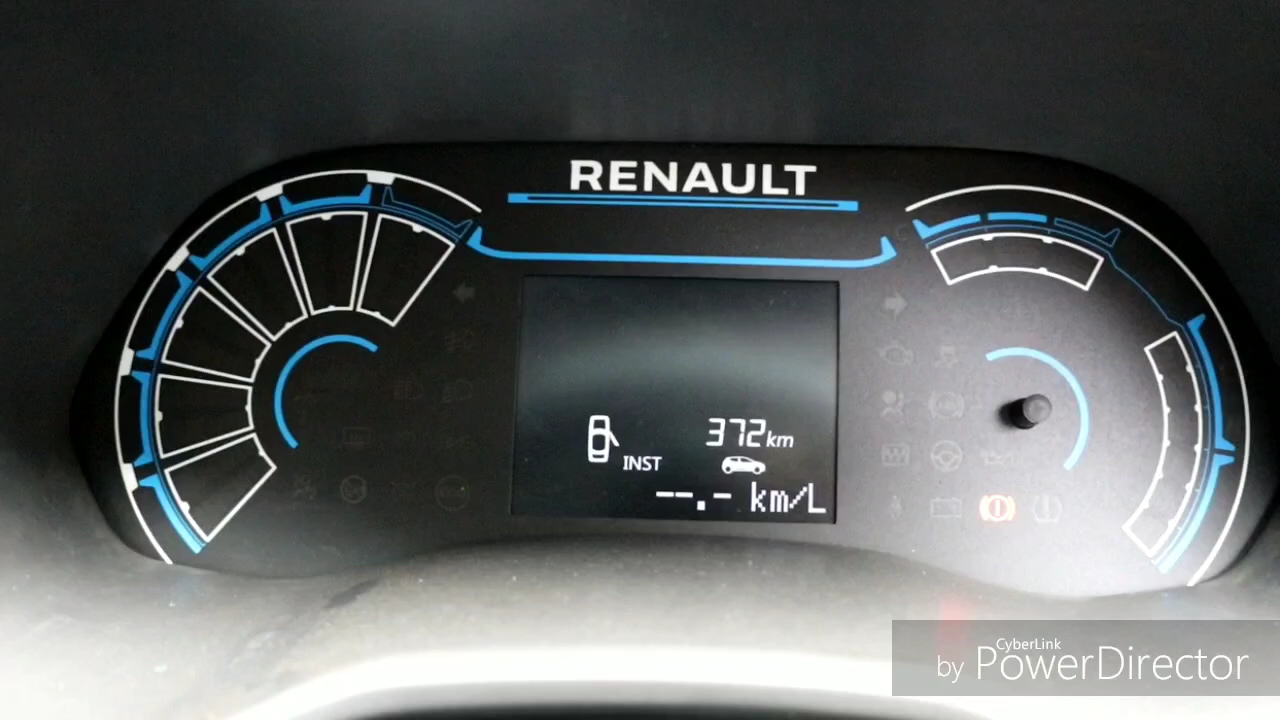 RENAULT
372km
INST
--.- km/L
CyberLink
by PowerDirector